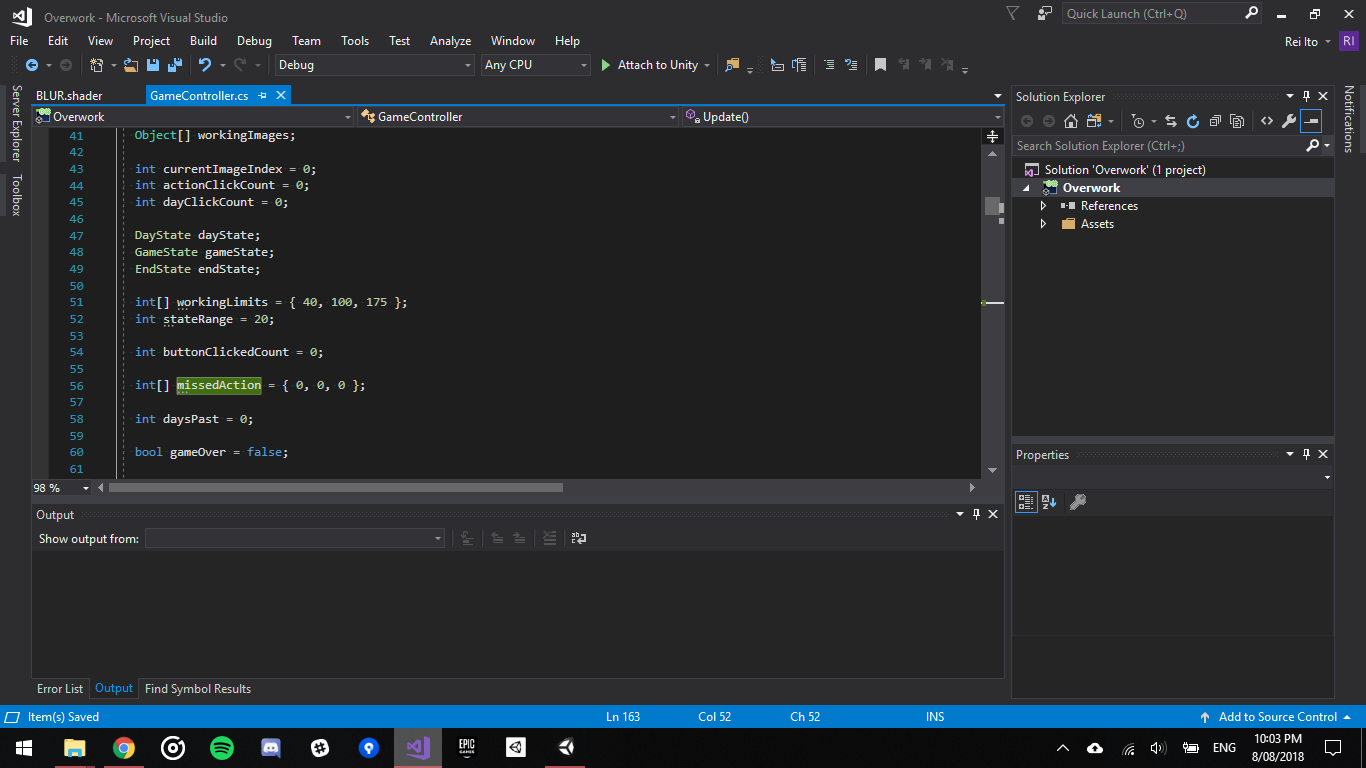 Overwork - Microsoft Visual Studio
Quick Launch (Ctrl+Q)
File Edit View Project Build Debug Team Tools Test Analyze Window Help
Rei Ito RI
Debug Any CPU Attach to Unity
Server Explorer
Toolbox
BLUR.shader GameController.cs
Overwork GameController Update()
41 Object[] workingImages;
42
43 int currentImageIndex = 0;
44 int actionClickCount = 0;
45 int dayClickCount = 0;
46
47 DayState dayState;
48 GameState gameState;
49 EndState endState;
50
51 int[] workingLimits = { 40, 100, 175 };
52 int stateRange = 20;
53
54 int buttonClickedCount = 0;
55
56 int[] missedAction = { 0, 0, 0 };
57
58 int daysPast = 0;
59
60 bool gameOver = false;
61
98 %
Output
Show output from:
Error List Output Find Symbol Results
Solution Explorer
Search Solution Explorer (Ctrl+;)
Solution 'Overwork' (1 project)
Overwork
References
Assets
Properties
Notifications
Item(s) Saved Ln 163 Col 52 Ch 52 INS Add to Source Control
EPIC GAMES
ENG
10:03 PM
8/08/2018